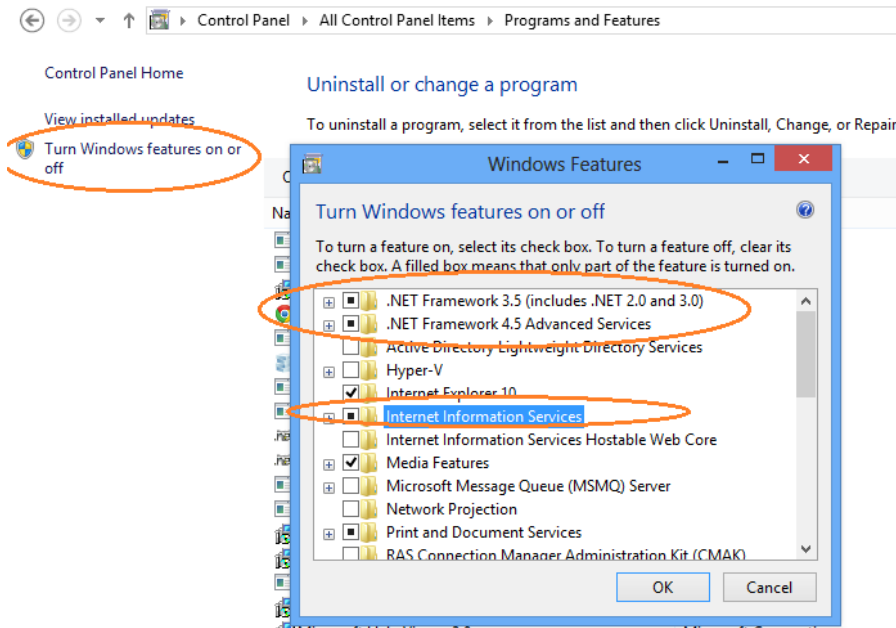 Control Panel ▸ All Control Panel Items ▸ Programs and Features
Control Panel Home
View installed updates
Turn Windows features on or
off
Uninstall or change a program
To uninstall a program, select it from the list and then click Uninstall, Change, or Repair
Windows Features
Turn Windows features on or off
To turn a feature on, select its check box. To turn a feature off, clear its
check box. A filled box means that only part of the feature is turned on.
.NET Framework 3.5 (includes .NET 2.0 and 3.0)
.NET Framework 4.5 Advanced Services
Active Directory Lightweight Directory Services
Hyper-V
Internet Explorer 10
Internet Information Services
Internet Information Services Hostable Web Core
Media Features
Microsoft Message Queue (MSMQ) Server
Network Projection
Print and Document Services
RAS Connection Manager Administration Kit (CMAK)
OK
Cancel